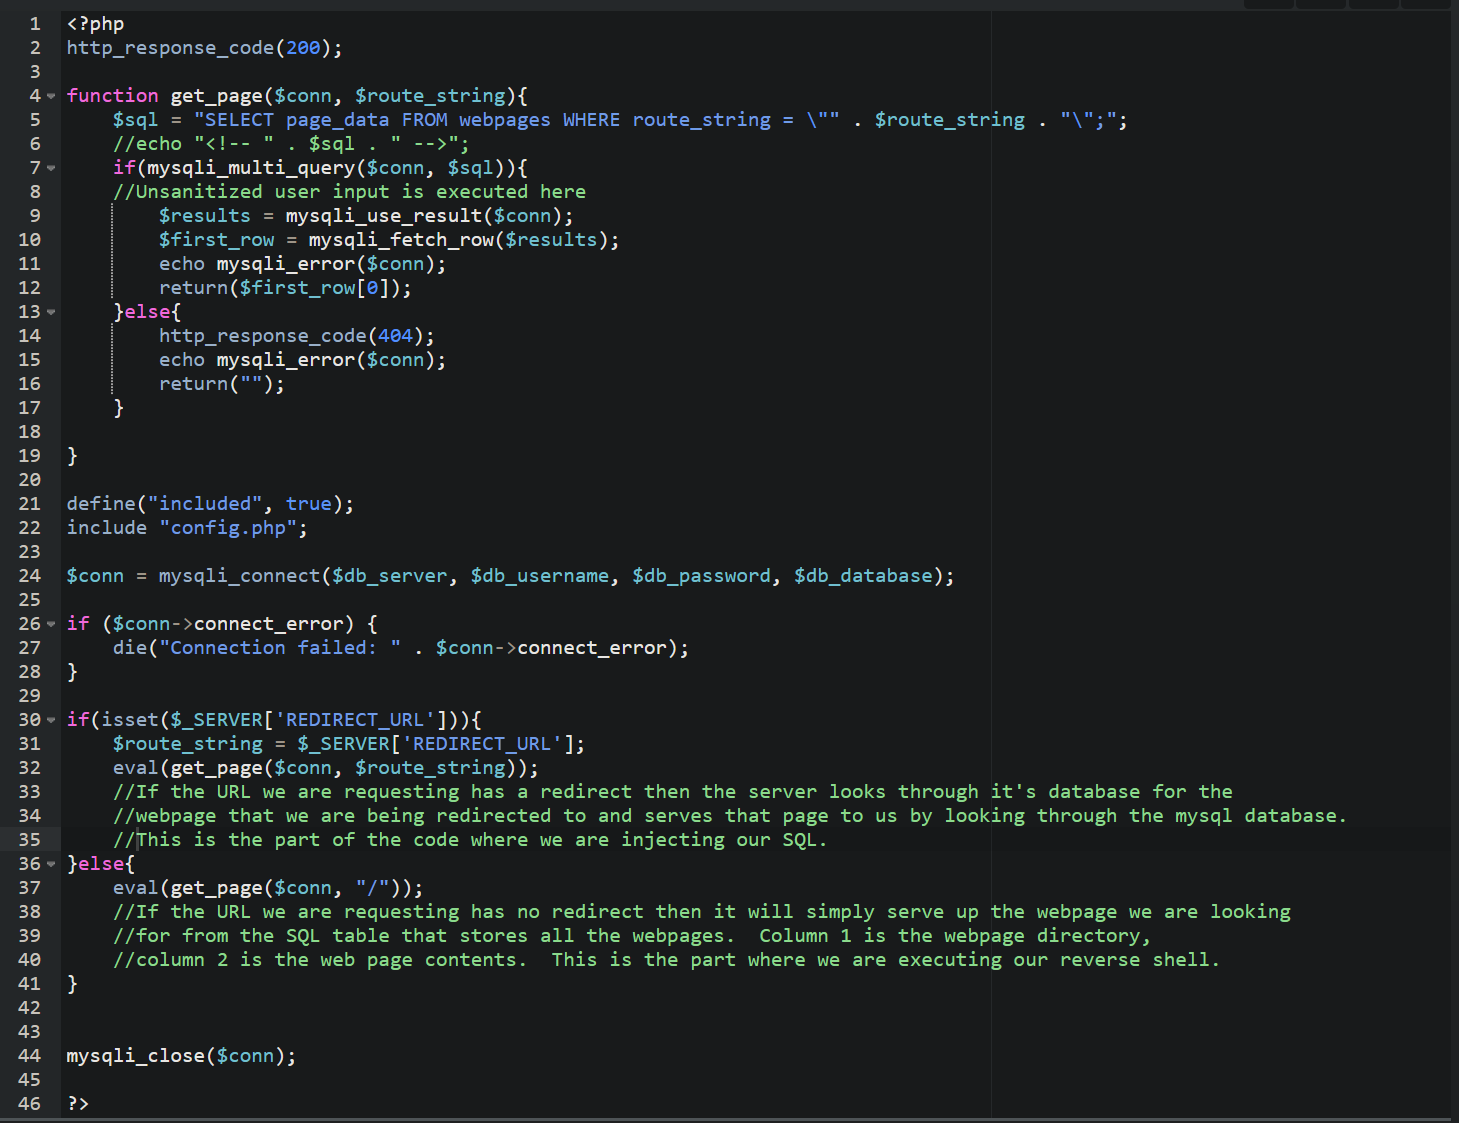 1 <?php
2 http_response_code(200);
3
4 function get_page($conn, $route_string){
5     $sql = "SELECT page_data FROM webpages WHERE route_string = \"" . $route_string . "\";";
6     //echo "<!-- " . $sql . " -->";
7     if(mysqli_multi_query($conn, $sql)){
8     //Unsanitized user input is executed here
9         $results = mysqli_use_result($conn);
10         $first_row = mysqli_fetch_row($results);
11         echo mysqli_error($conn);
12         return($first_row[0]);
13     }else{
14         http_response_code(404);
15         echo mysqli_error($conn);
16         return("");
17     }
18
19 }
20
21 define("included", true);
22 include "config.php";
23
24 $conn = mysqli_connect($db_server, $db_username, $db_password, $db_database);
25
26 if ($conn->connect_error) {
27     die("Connection failed: " . $conn->connect_error);
28 }
29
30 if(isset($_SERVER['REDIRECT_URL'])){
31     $route_string = $_SERVER['REDIRECT_URL'];
32     eval(get_page($conn, $route_string));
33     //If the URL we are requesting has a redirect then the server looks through it's database for the
34     //webpage that we are being redirected to and serves that page to us by looking through the mysql database.
35     //This is the part of the code where we are injecting our SQL.
36 }else{
37     eval(get_page($conn, "/"));
38     //If the URL we are requesting has no redirect then it will simply serve up the webpage we are looking
39     //for from the SQL table that stores all the webpages.  Column 1 is the webpage directory,
40     //column 2 is the web page contents.  This is the part where we are executing our reverse shell.
41 }
42
43
44 mysqli_close($conn);
45
46 ?>